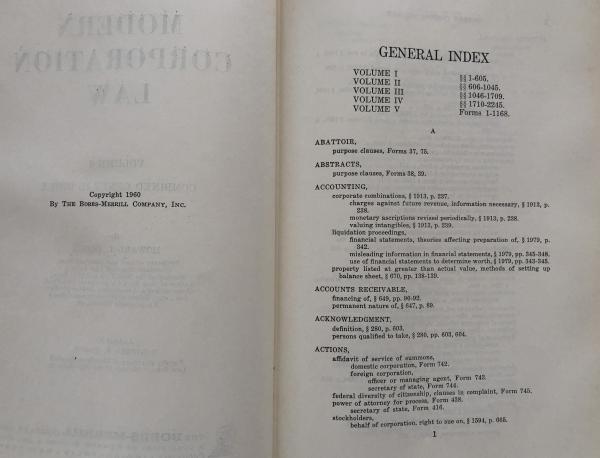 Copyright 1960
By The Bobbs-Merrill Company, Inc.
GENERAL INDEX
VOLUME I §§ 1-605.
VOLUME II §§ 606-1045.
VOLUME III §§ 1046-1709.
VOLUME IV §§ 1710-2245.
VOLUME V Forms 1-1168.
A
ABATTOIR,
purpose clauses, Forms 37, 75.
ABSTRACTS,
purpose clauses, Forms 38, 39.
ACCOUNTING,
corporate combinations, § 1913, p. 237.
charges against future revenue, information necessary, § 1913, p.
238.
monetary ascriptions revised periodically, § 1913, p. 238.
valuing intangibles, § 1913, p. 239.
liquidation proceedings,
financial statements, theories affecting preparation of, § 1979, p.
342.
misleading information in financial statements, § 1979, pp. 345-348.
use of financial statements to determine worth, § 1979, pp. 343-345.
property listed at greater than actual value, methods of setting up
balance sheet, § 670, pp. 138-139.
ACCOUNTS RECEIVABLE,
financing of, § 649, pp. 90-92.
permanent nature of, § 647, p. 89.
ACKNOWLEDGMENT,
definition, § 280, p. 603.
persons qualified to take, § 280, pp. 603, 604.
ACTIONS,
affidavit of service of summons,
domestic corporation, Form 742.
foreign corporation,
officer or managing agent, Form 743.
secretary of state, Form 744.
federal diversity of citizenship, clauses in complaint, Form 745.
power of attorney for process, Form 438.
secretary of state, Form 416.
stockholders,
behalf of corporation, right to sue on, § 1594, p. 665.
1